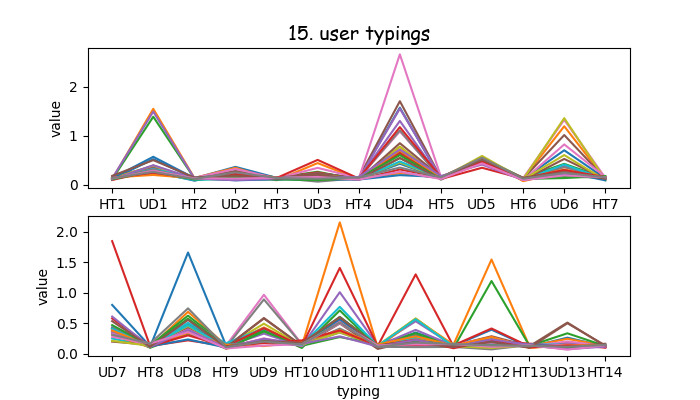 15. user typings
value
2
1
0
HT1 UD1 HT2 UD2 HT3 UD3 HT4 UD4 HT5 UD5 HT6 UD6 HT7
value
2.0
1.5
1.0
0.5
0.0
UD7 HT8 UD8 HT9 UD9 HT10 UD10 HT11 UD11 HT12 UD12 HT13 UD13 HT14
typing